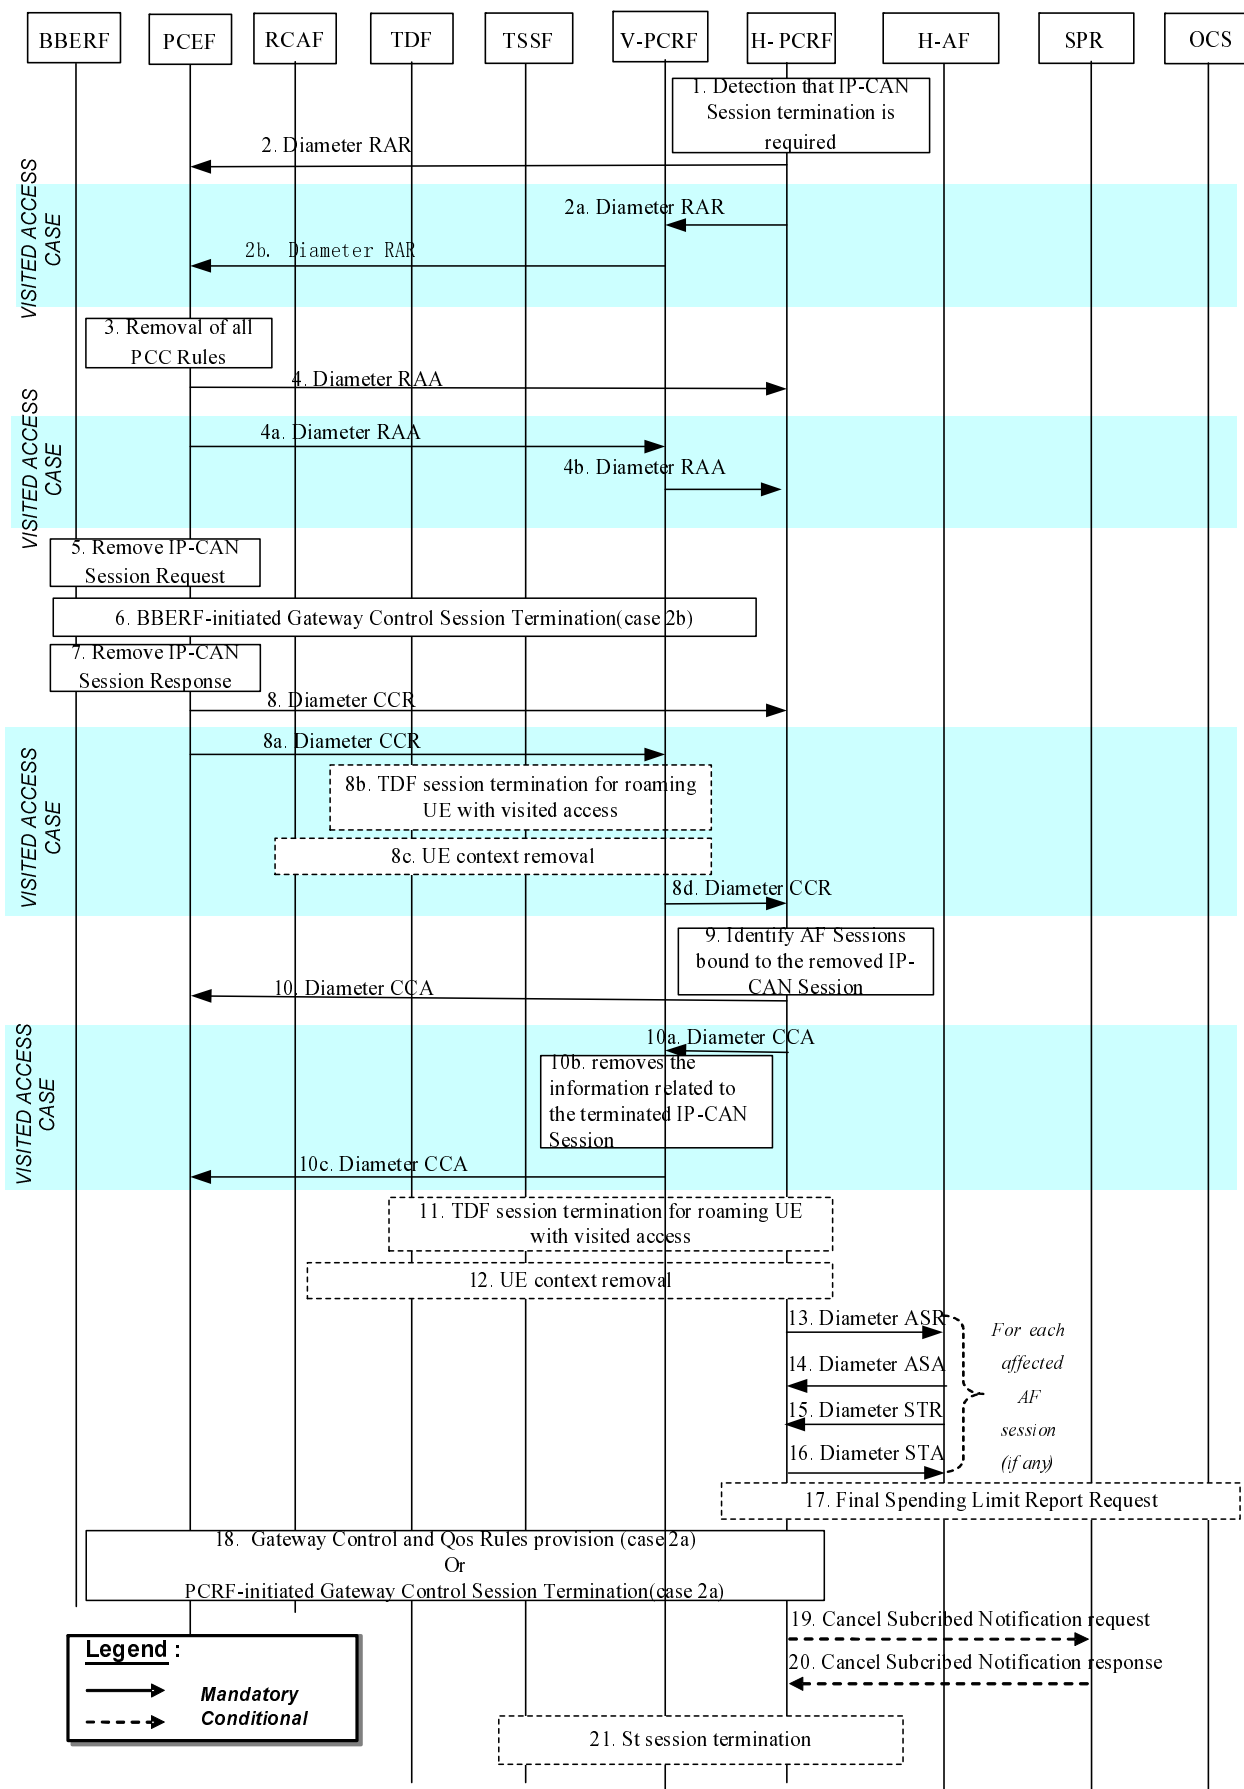 BBERF PCEF RCAF TDF TSSF V-PCRF H- PCRF H-AF SPR OCS
1. Detection that IP-CAN
Session termination is
required
2. Diameter RAR
VISITED ACCESS
CASE
2a. Diameter RAR
2b. Diameter RAR
3. Removal of all
PCC Rules
4. Diameter RAA
VISITED ACCESS
CASE
4a. Diameter RAA
4b. Diameter RAA
5. Remove IP-CAN
Session Request
6. BBERF-initiated Gateway Control Session Termination(case 2b)
7. Remove IP-CAN
Session Response
8. Diameter CCR
VISITED ACCESS
CASE
8a. Diameter CCR
8b. TDF session termination for roaming
UE with visited access
8c. UE context removal
8d. Diameter CCR
9. Identify AF Sessions
bound to the removed IP-
CAN Session
10. Diameter CCA
VISITED ACCESS
CASE
10a. Diameter CCA
10b. removes the
information related to
the terminated IP-CAN
Session
10c. Diameter CCA
11. TDF session termination for roaming UE
with visited access
12. UE context removal
13. Diameter ASR
14. Diameter ASA
15. Diameter STR
16. Diameter STA
For each
affected
AF
session
(if any)
17. Final Spending Limit Report Request
18. Gateway Control and Qos Rules provision (case 2a)
Or
PCRF-initiated Gateway Control Session Termination(case 2a)
19. Cancel Subcribed Notification request
20. Cancel Subcribed Notification response
Legend :
Mandatory
Conditional
21. St session termination